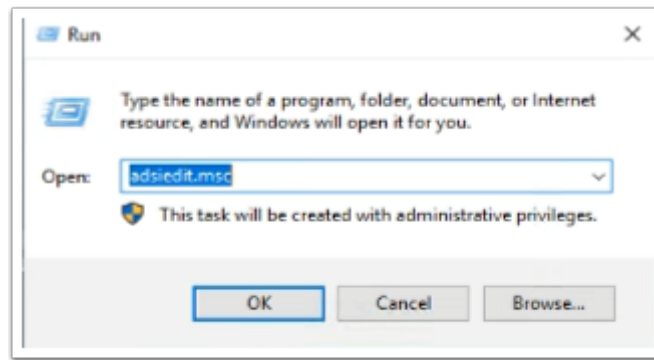 Run
Type the name of a program, folder, document, or Internet
resource, and Windows will open it for you.
Open: adsiedit.msc
This task will be created with administrative privileges.
OK Cancel Browse...